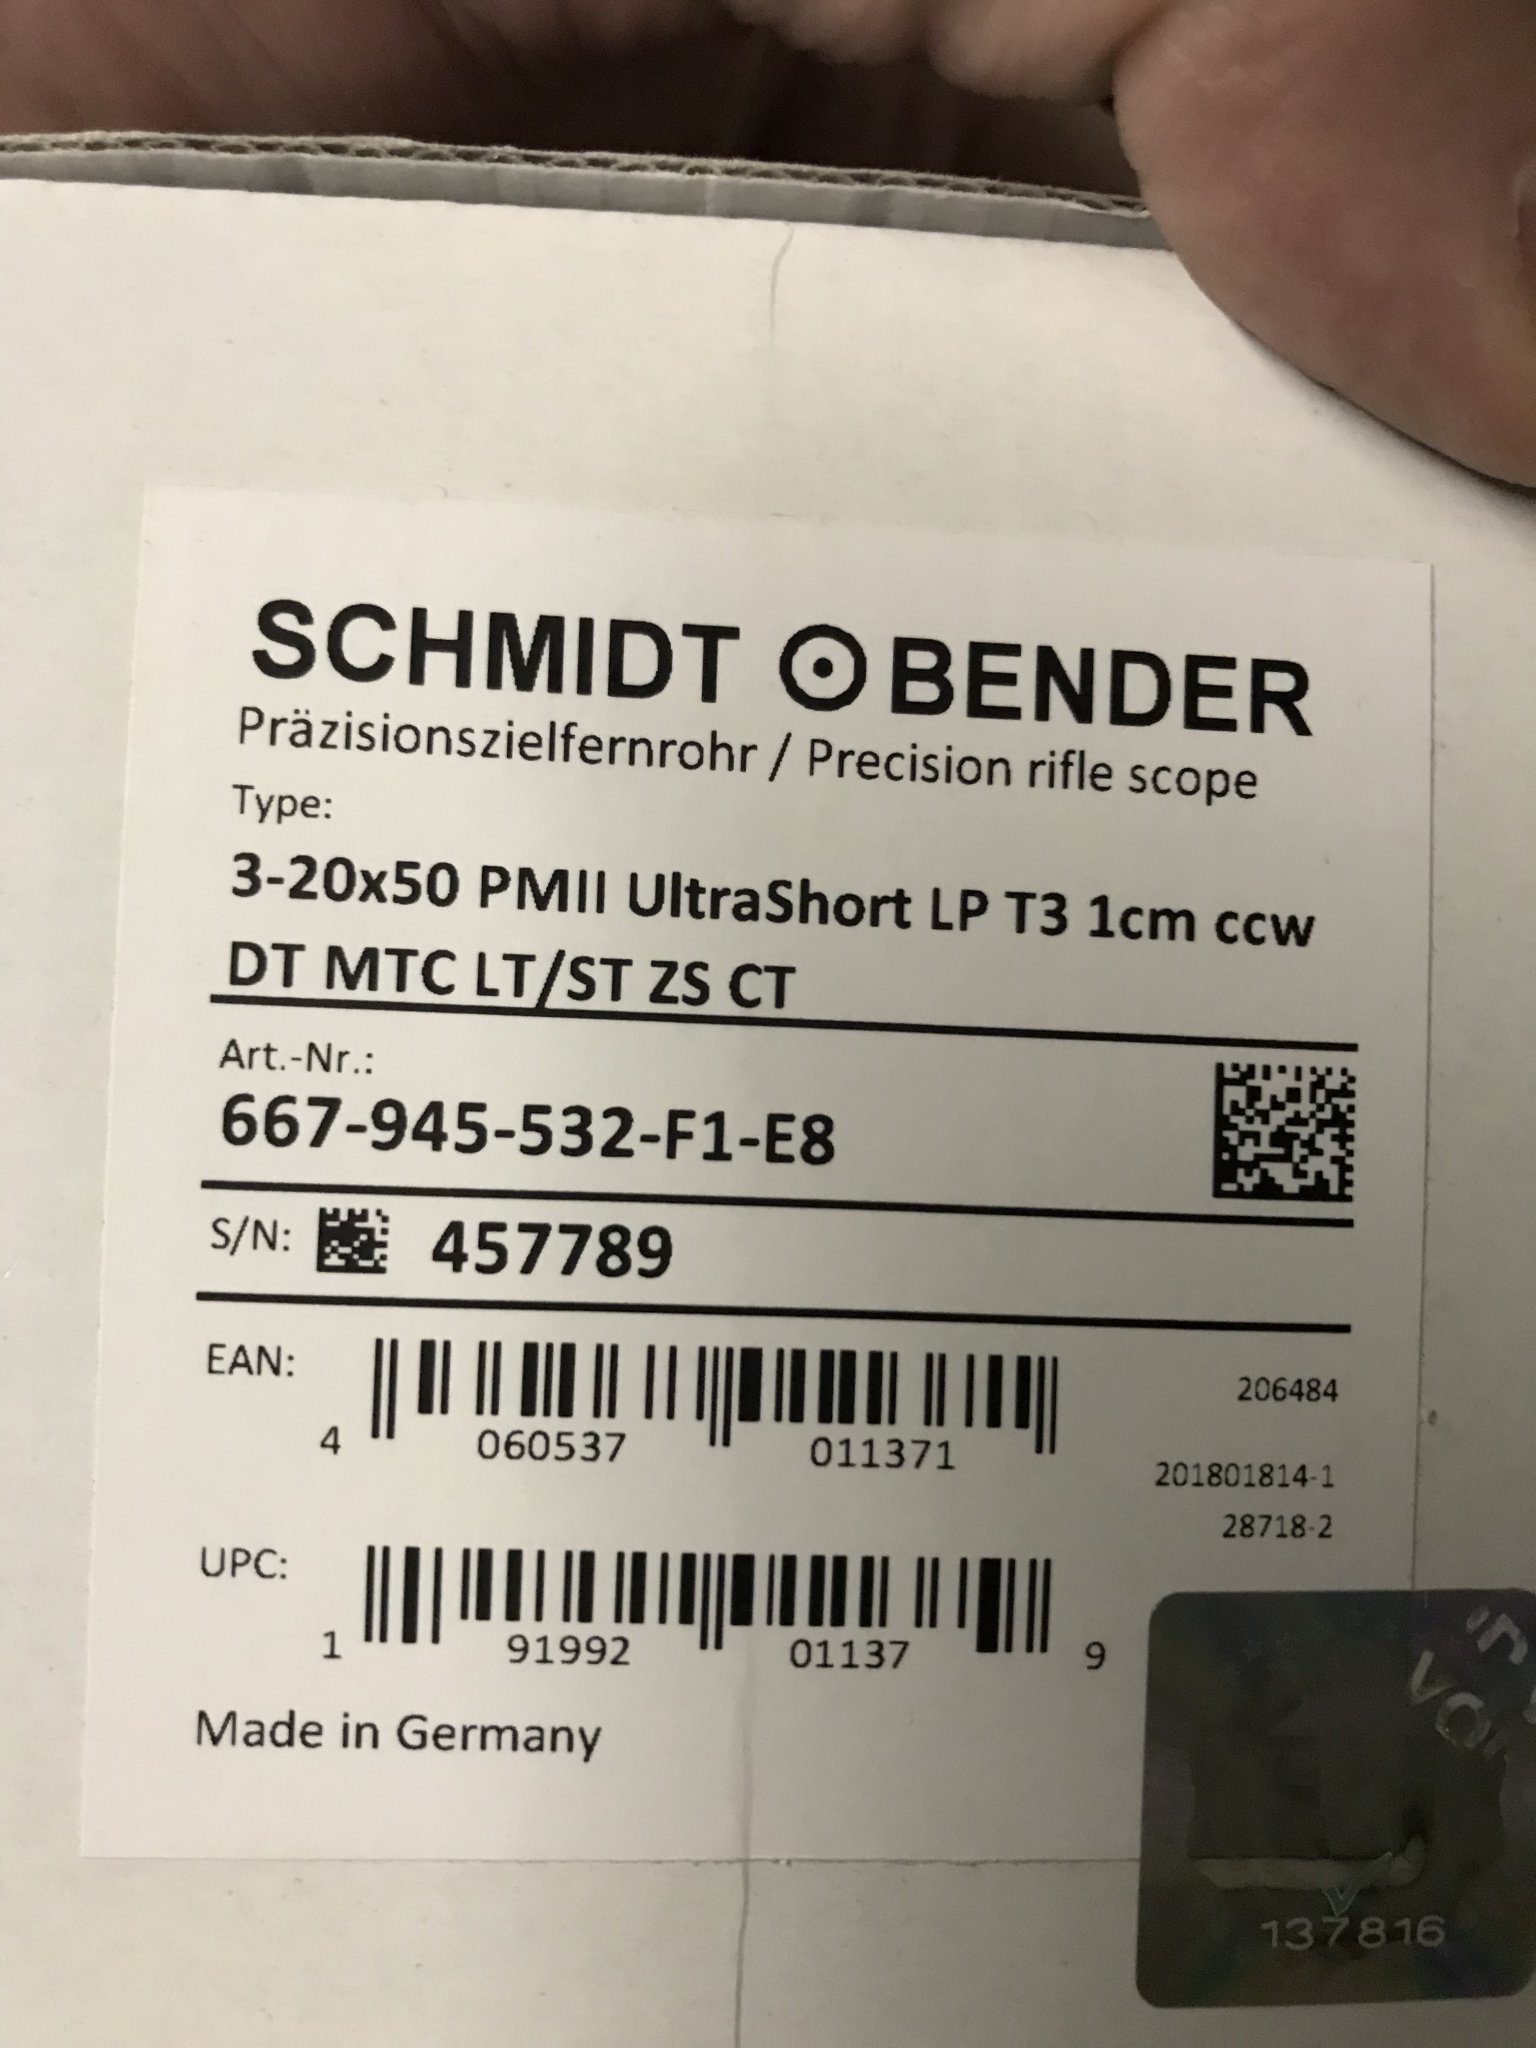 SCHMIDT BENDER
Präzisionszielfernrohr / Precision rifle scope
Type:
3-20x50 PMII UltraShort LP T3 1cm ccw
DT MTC LT/ST ZS CT
Art.-Nr.:
667-945-532-F1-E8
S/N: 457789
EAN:
4 060537 011371
206484
201801814-1
28718-2
UPC:
1 91992 01137 9
Made in Germany
137816